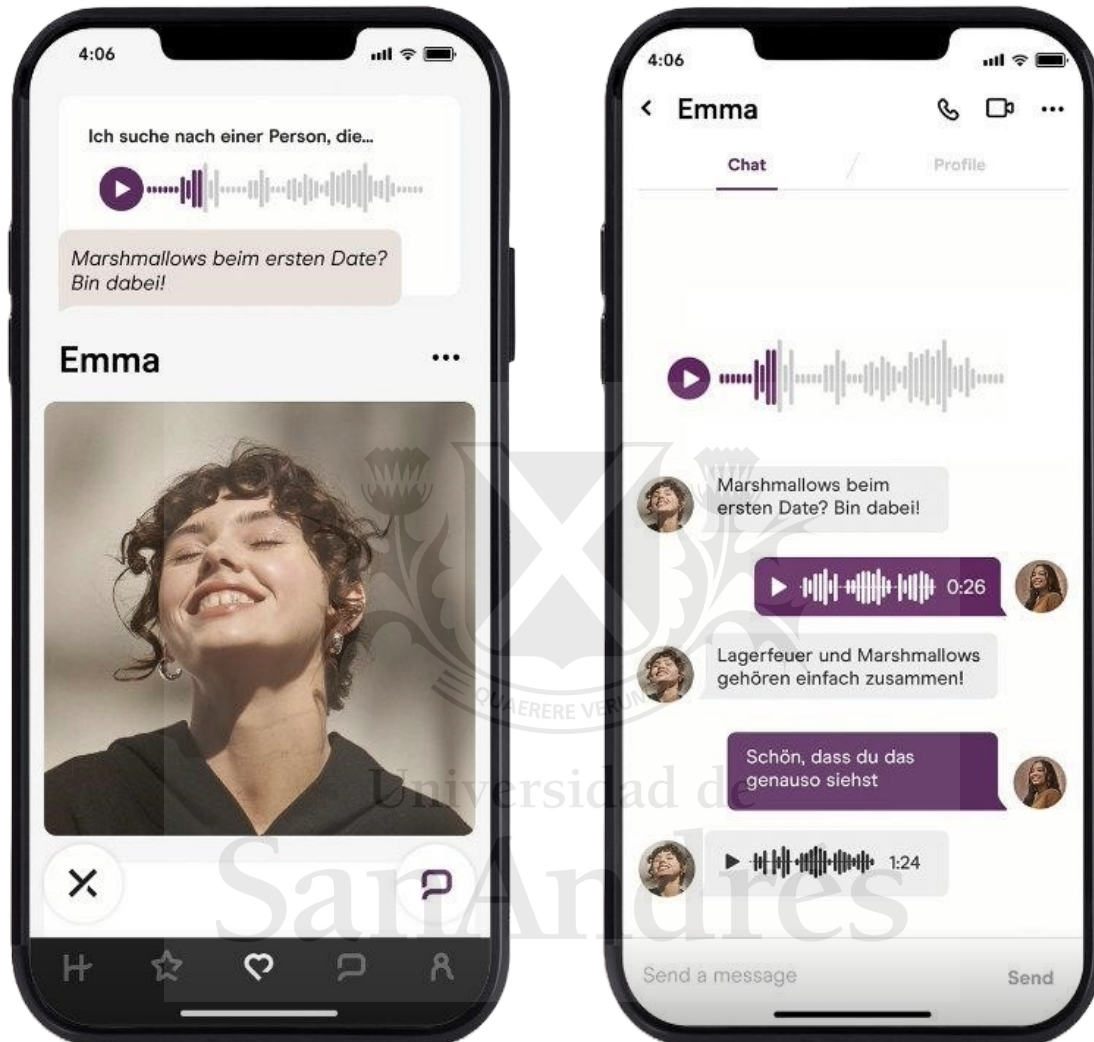 4:06
Ich suche nach einer Person, die...
Marshmallows beim ersten Date?
Bin dabei!
Emma
4:06
Emma
Chat / Profile
Marshmallows beim
ersten Date? Bin dabei!
0:26
Lagerfeuer und Marshmallows
gehören einfach zusammen!
Schön, dass du das
genauso siehst
1:24
Send a message Send
QUAERERE VERUM
Universidad de
SanAndrés